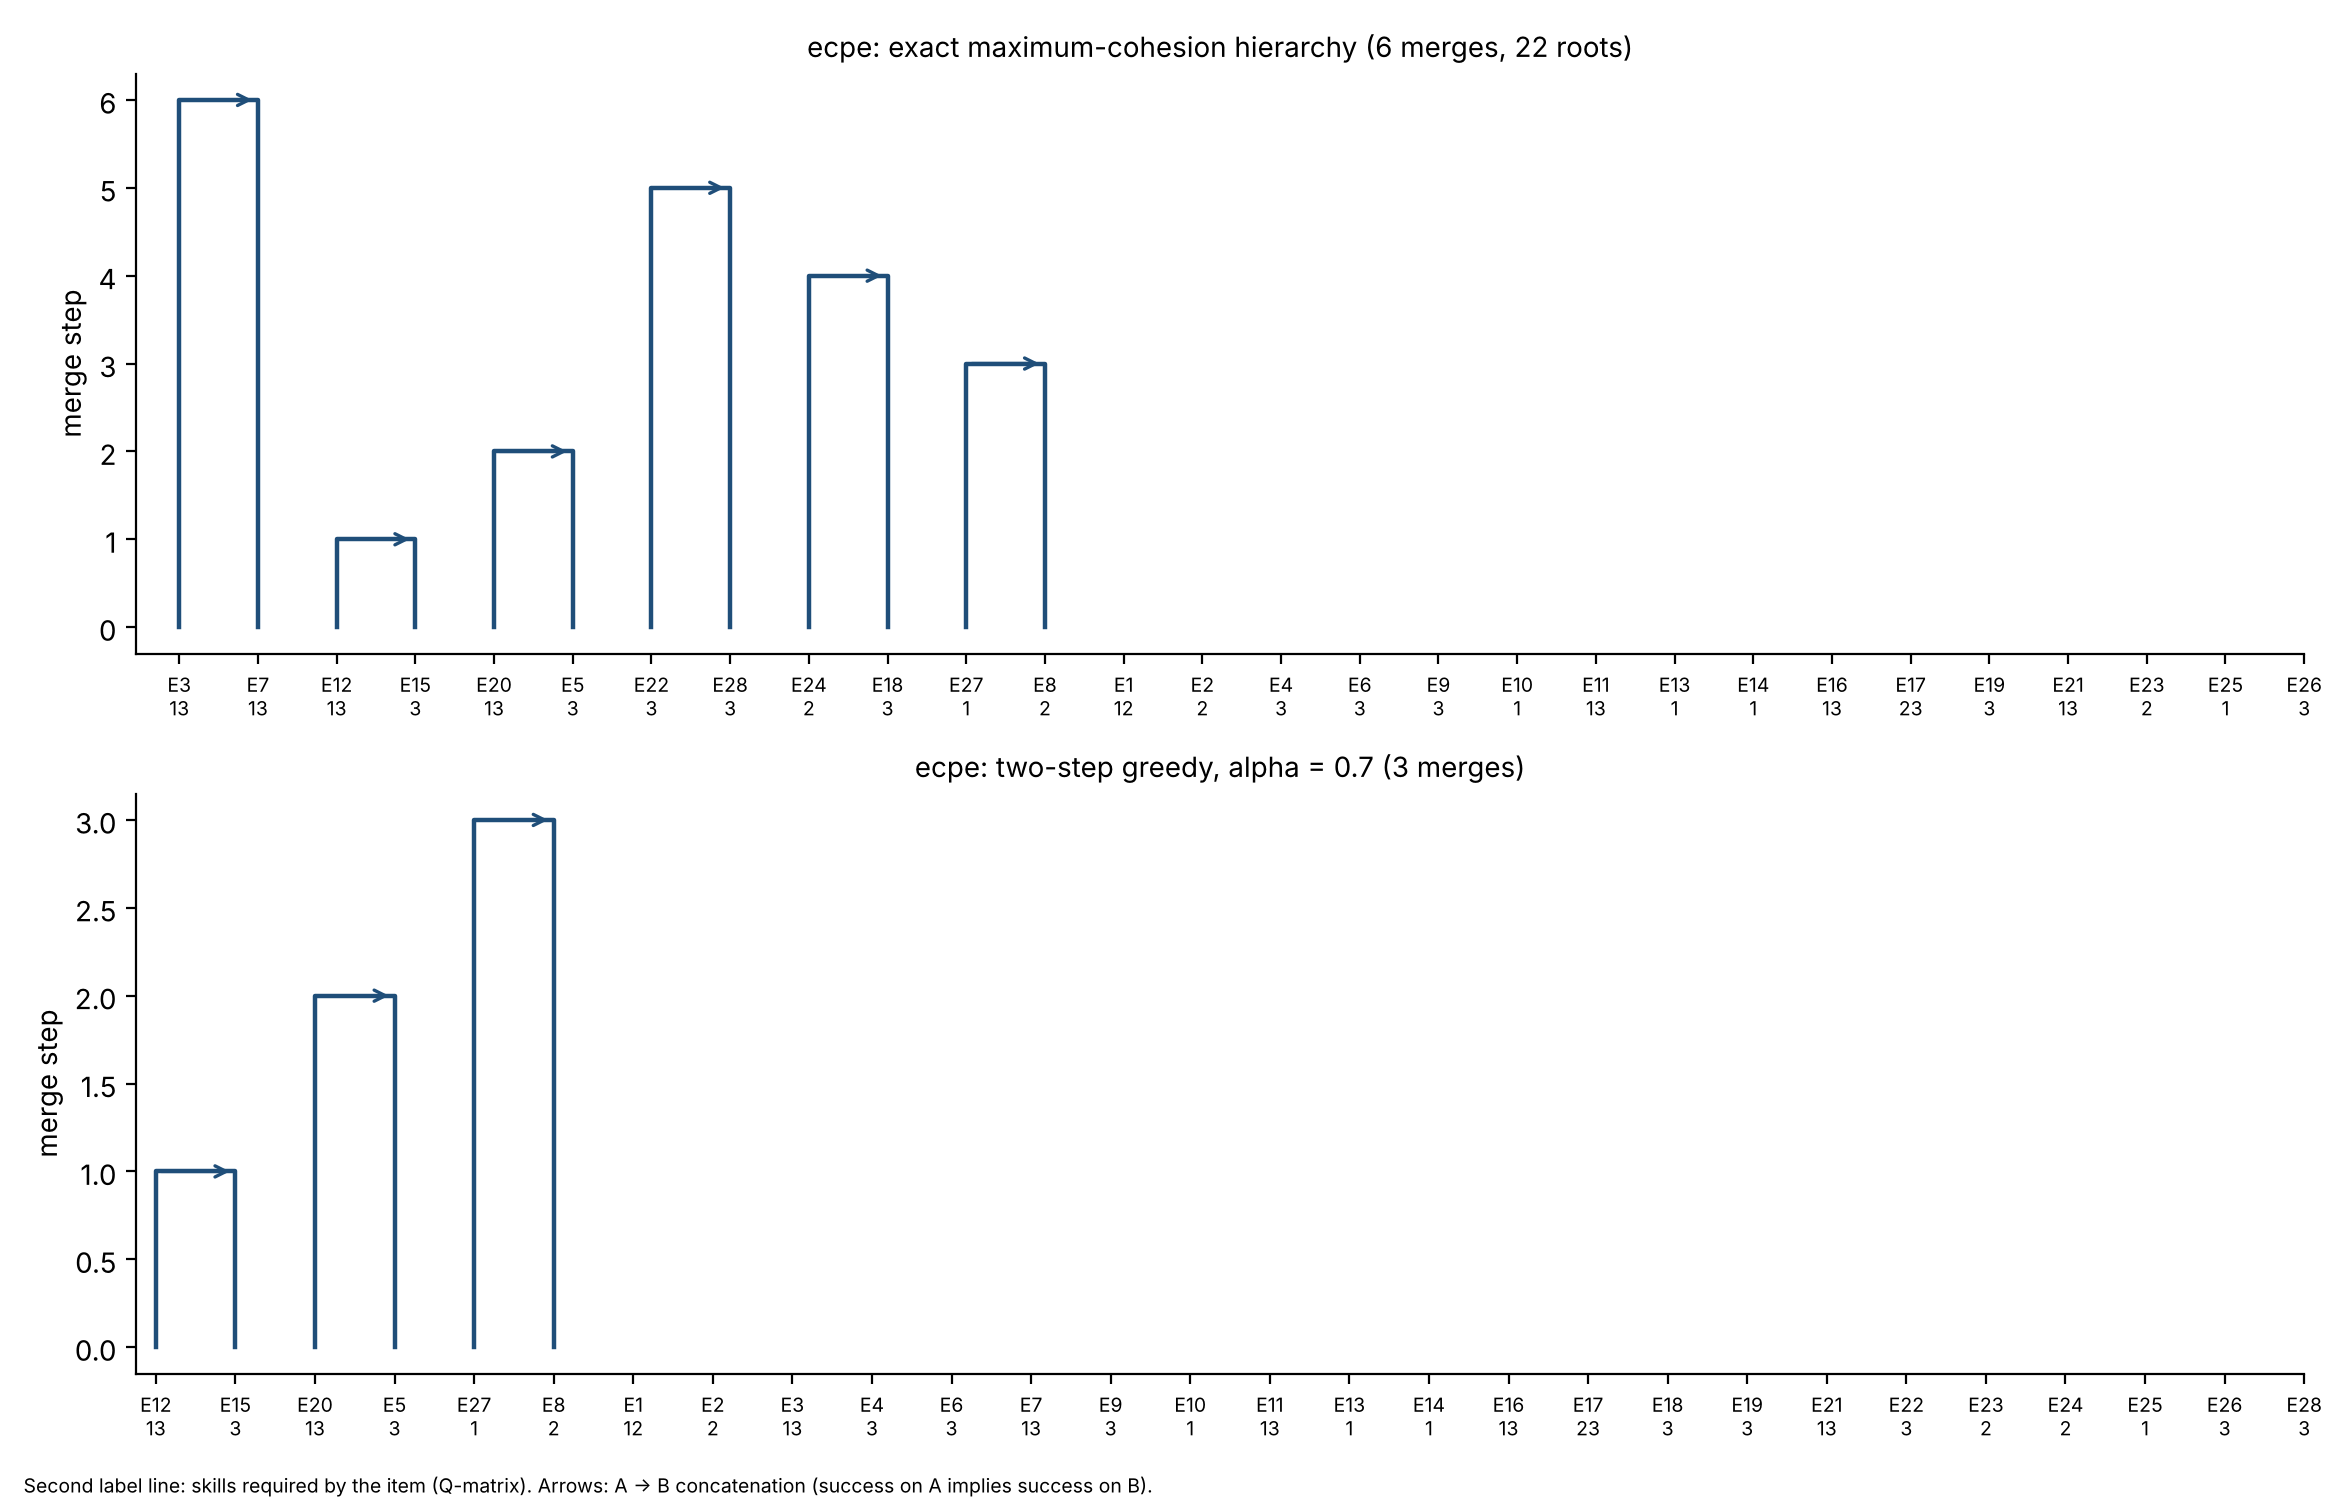 ecpe: exact maximum-cohesion hierarchy (6 merges, 22 roots)
merge step
6
5
4
3
2
1
0
E3 E7 E12 E15 E20 E5 E22 E28 E24 E18 E27 E8 E1 E2 E4 E6 E9 E10 E11 E13 E14 E16 E17 E19 E21 E23 E25 E26
13 13 13 3 13 3 3 3 2 3 1 2 12 2 3 3 3 1 13 1 1 13 23 3 13 2 1 3
ecpe: two-step greedy, alpha = 0.7 (3 merges)
merge step
3.0
2.5
2.0
1.5
1.0
0.5
0.0
E12 E15 E20 E5 E27 E8 E1 E2 E3 E4 E6 E7 E9 E10 E11 E13 E14 E16 E17 E18 E19 E21 E22 E23 E24 E25 E26 E28
13 3 13 3 1 2 12 2 13 3 3 13 3 1 13 1 1 13 23 3 3 13 3 2 2 1 3 3
Second label line: skills required by the item (Q-matrix). Arrows: A → B concatenation (success on A implies success on B).